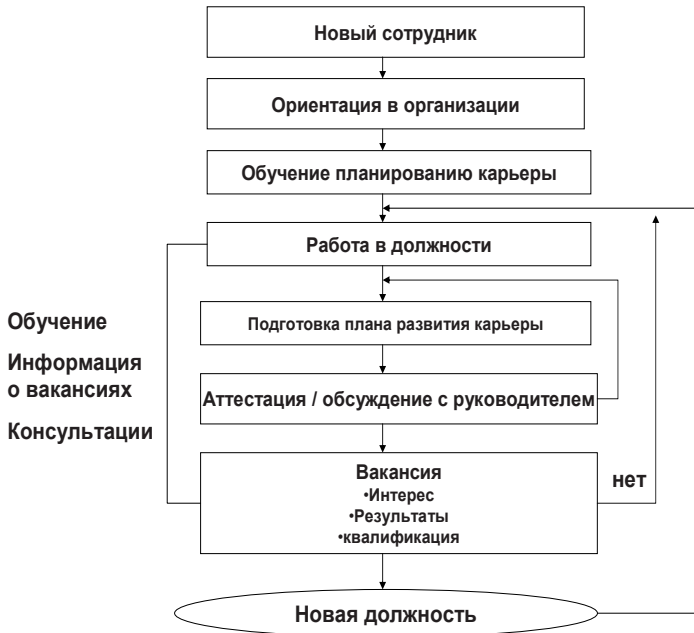 Новый сотрудник
Ориентация в организации
Обучение планированию карьеры
Работа в должности
Обучение
Информация
о вакансиях
Консультации
Подготовка плана развития карьеры
Аттестация / обсуждение с руководителем
Вакансия
•Интерес
•Результаты
•квалификация
нет
Новая должность